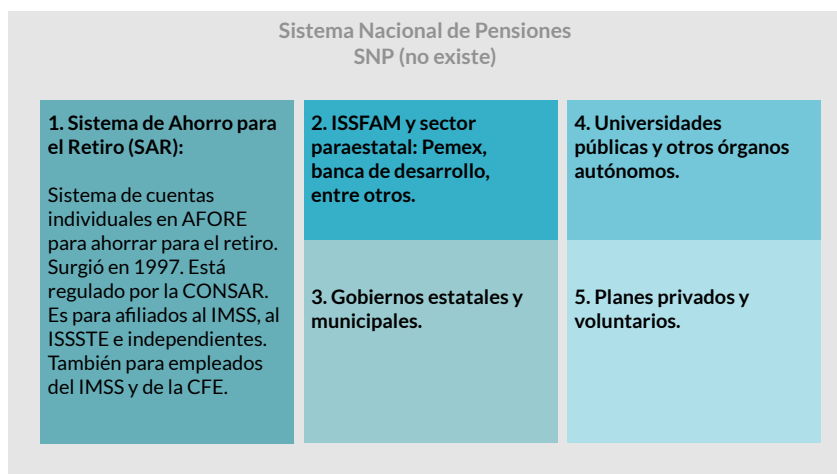 Sistema Nacional de Pensiones
SNP (no existe)
1. Sistema de Ahorro para
el Retiro (SAR):
Sistema de cuentas
individuales en AFORE
para ahorrar para el retiro.
Surgió en 1997. Está
regulado por la CONSAR.
Es para afiliados al IMSS, al
ISSSTE e independientes.
También para empleados
del IMSS y de la CFE.
2. ISSFAM y sector
paraestatal: Pemex,
banca de desarrollo,
entre otros.
3. Gobiernos estatales y
municipales.
4. Universidades
públicas y otros órganos
autónomos.
5. Planes privados y
voluntarios.